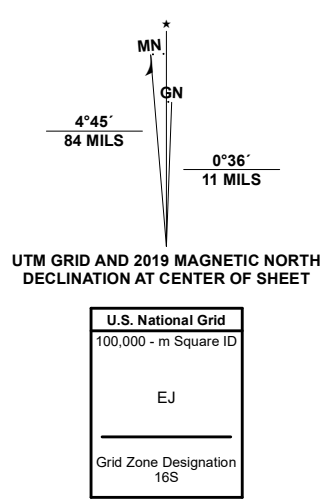 ★
MN
GN
4°45´
84 MILS
0°36´
11 MILS
UTM GRID AND 2019 MAGNETIC NORTH
DECLINATION AT CENTER OF SHEET
U.S. National Grid
100,000 - m Square ID
EJ
Grid Zone Designation
16S